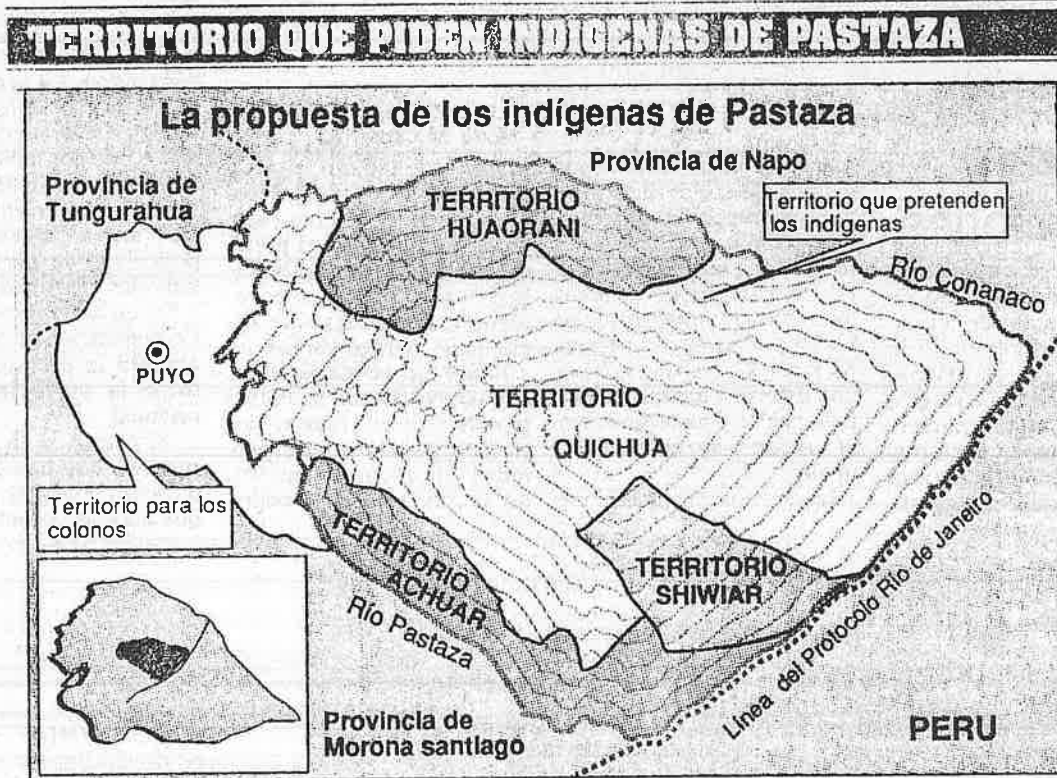 TERRITORIO QUE PIDEN INDIGENAS DE PASTAZA
La propuesta de los indígenas de Pastaza
Provincia de Napo
Provincia de
Tungurahua
TERRITORIO
HUAORANI
Territorio que pretenden
los indígenas
Río Conanaco
PUYO
TERRITORIO
QUICHUA
Territorio para los
colonos
TERRITORIO
ACHUAR
TERRITORIO
SHIWIAR
Río Pastaza
Línea del Protocolo Río de Janeiro
Provincia de
Morona santiago
PERU